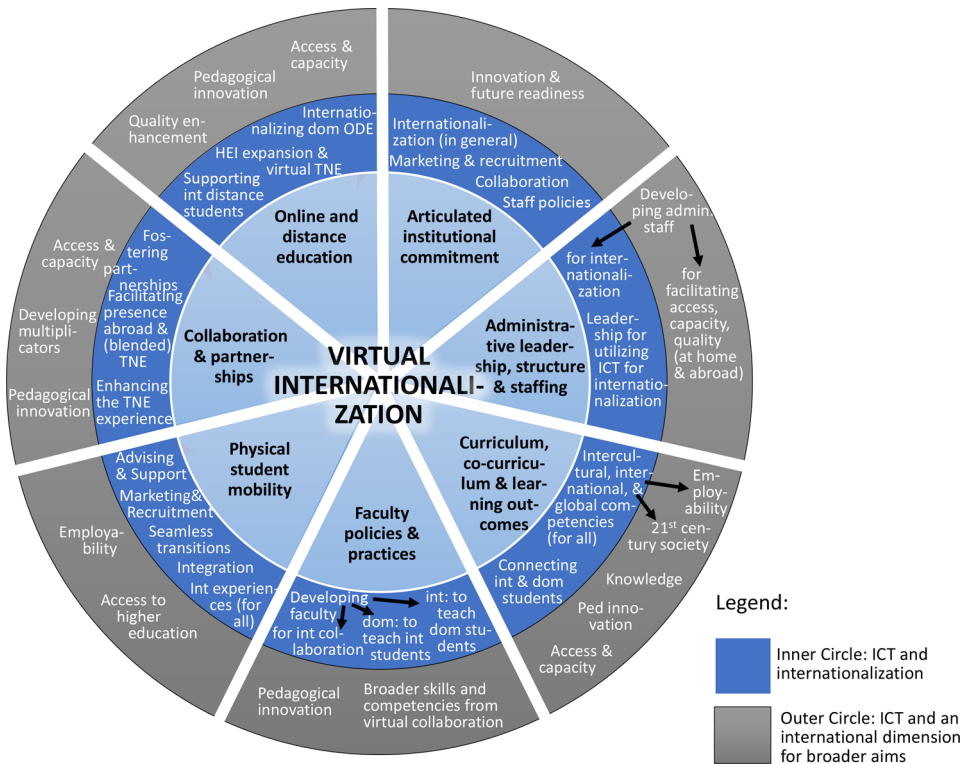 Access &
capacity
Pedagogical
innovation
Quality en-
hancement
Internatio-
nalizing dom ODE
HEI expansion &
virtual TNE
Supporting
int distance
students
Online and
distance
education
Innovation &
future readiness
Internationali-
zation (in general)
Marketing & recruitment
Collaboration
Staff policies
Articulated
institutional
commitment
Develo-
ping admin.
staff
for internati-
onali-
zation
for
facilitating
access,
capacity,
quality
(at home
& abroad)
Leader-
ship for
utilizing
ICT for
internatio-
nalization
Administra-
tive leader-
ship, structure
& staffing
VIRTUAL
INTERNATIONALI-
ZATION
Curriculum,
co-curricu-
lum & lear-
ning out-
comes
Intercul-
tural, inter-
national, &
global com-
petencies
(for all)
Connecting
int & dom
students
Em-
ploy-
ability
21st cen-
tury society
Knowledge
Ped inno-
vation
Access &
capacity
Faculty
policies &
practices
Developing
faculty
for int col-
laboration
dom: to
teach int
students
int: to
teach
dom stu-
dents
Pedagogical
innovation
Broader skills and
competencies from
virtual collaboration
Physical
student
mobility
Advising
& Support
Marketing&
Recruitment
Seamless
transitions
Integration
Int experien-
ces (for
all)
Employa-
bility
Access to
higher
education
Collaboration
& partner-
ships
Fos-
tering
part-
nerships
Facilitating
presence
abroad &
(blended)
TNE
Enhancing
the TNE
experience
Access &
capacity
Developing
multipli-
cators
Pedagogical
innovation
Legend:
Inner Circle: ICT and
internationalization
Outer Circle: ICT and an
international dimension
for broader aims